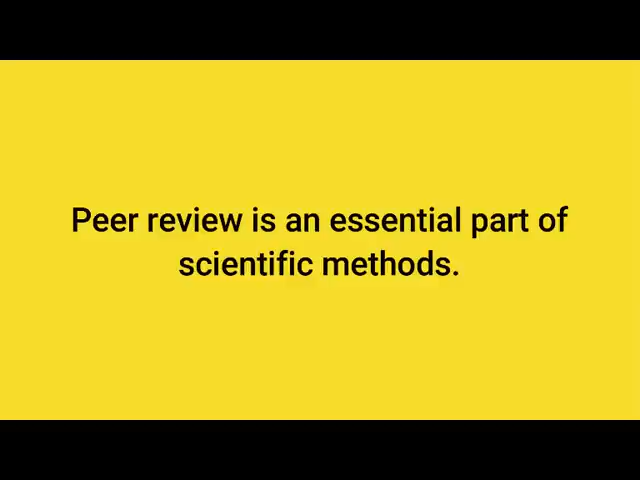 Peer review is an essential part of
scientific methods.